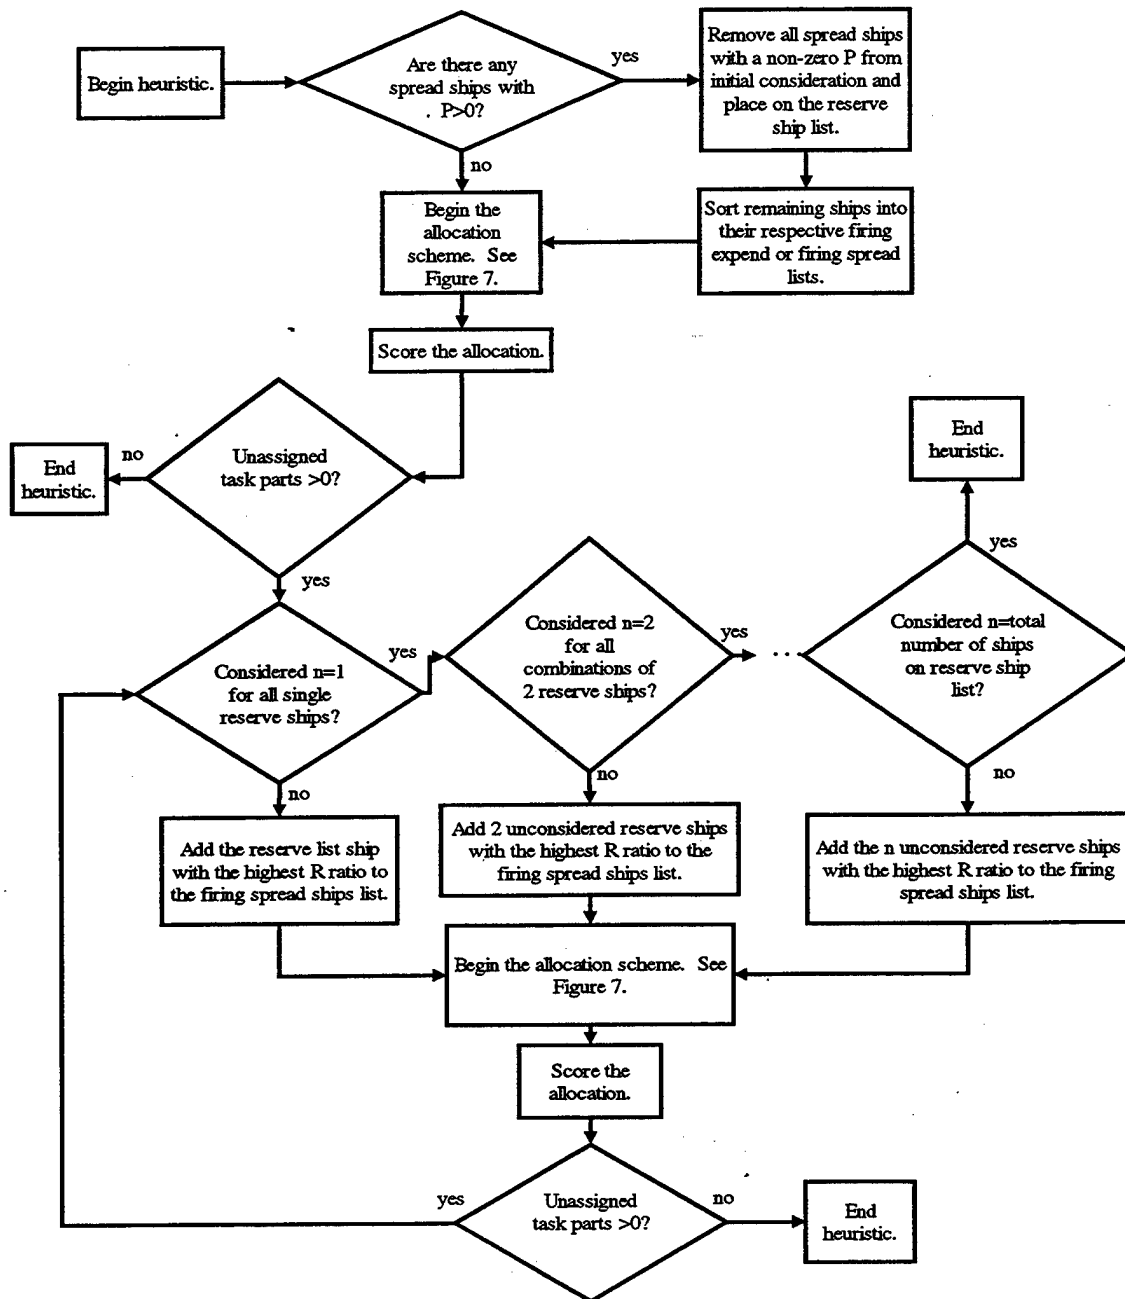 Begin heuristic.
Are there any
spread ships with
. P>0?
yes
Remove all spread ships
with a non-zero P from
initial consideration and
place on the reserve
ship list.
no
Begin the
allocation
scheme. See
Figure 7.
Sort remaining ships into
their respective firing
expend or firing spread
lists.
Score the allocation.
Unassigned
task parts >0?
no
End
heuristic.
yes
Considered n=1
for all single
reserve ships?
yes
Considered n=2
for all
combinations of
2 reserve ships?
yes
...
Considered n=total
number of ships
on reserve ship
list?
yes
End
heuristic.
no
Add the reserve list ship
with the highest R ratio to
the firing spread ships list.
no
Add 2 unconsidered reserve ships
with the highest R ratio to the
firing spread ships list.
no
Add the n unconsidered reserve ships
with the highest R ratio to the firing
spread ships list.
Begin the allocation scheme. See
Figure 7.
Score the
allocation.
Unassigned
task parts >0?
yes
no
End
heuristic.